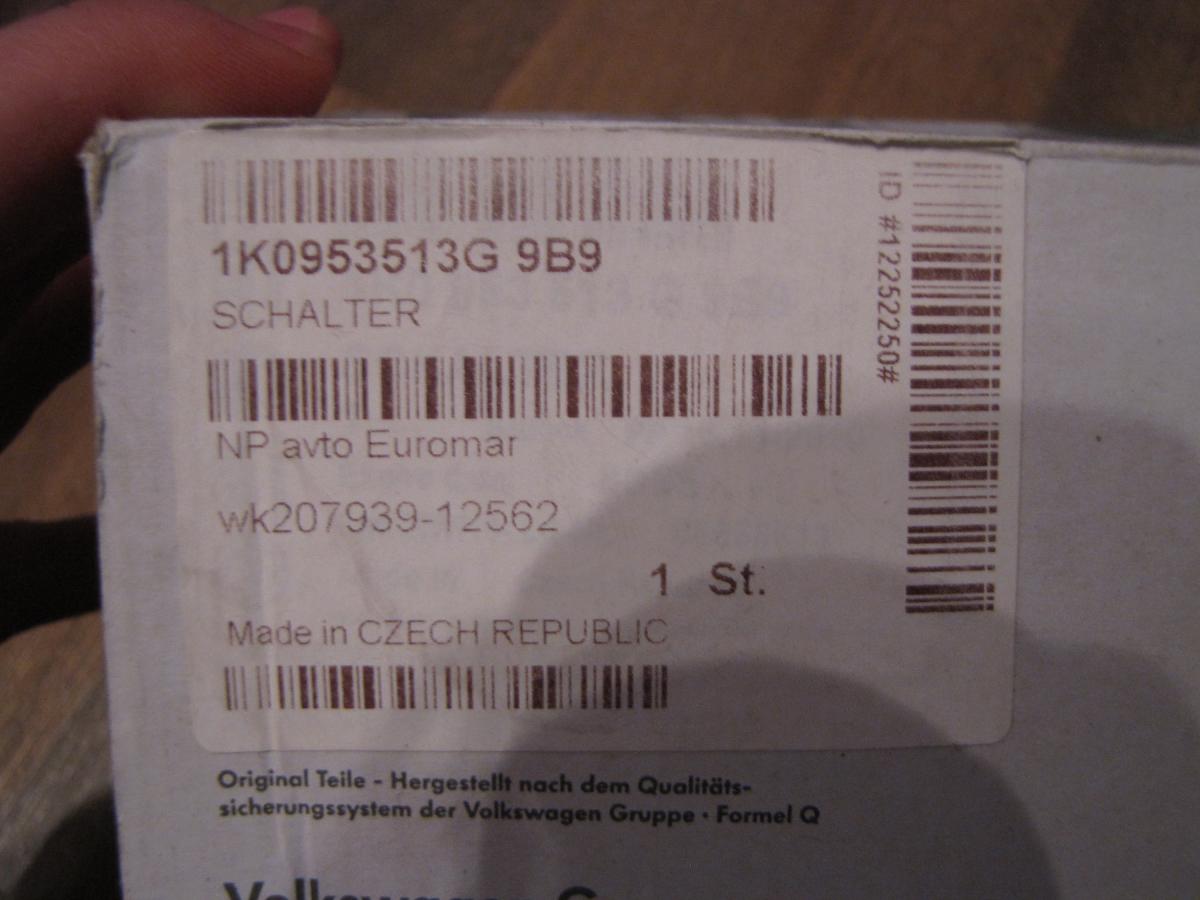 1K0953513G 9B9
SCHALTER
NP avto Euromar
wk207939-12562
1 St.
Made in CZECH REPUBLIC
ID #12252250#
Original Teile - Hergestellt nach dem Qualitäts-
sicherungssystem der Volkswagen Gruppe · Formel Q
Volkswagen